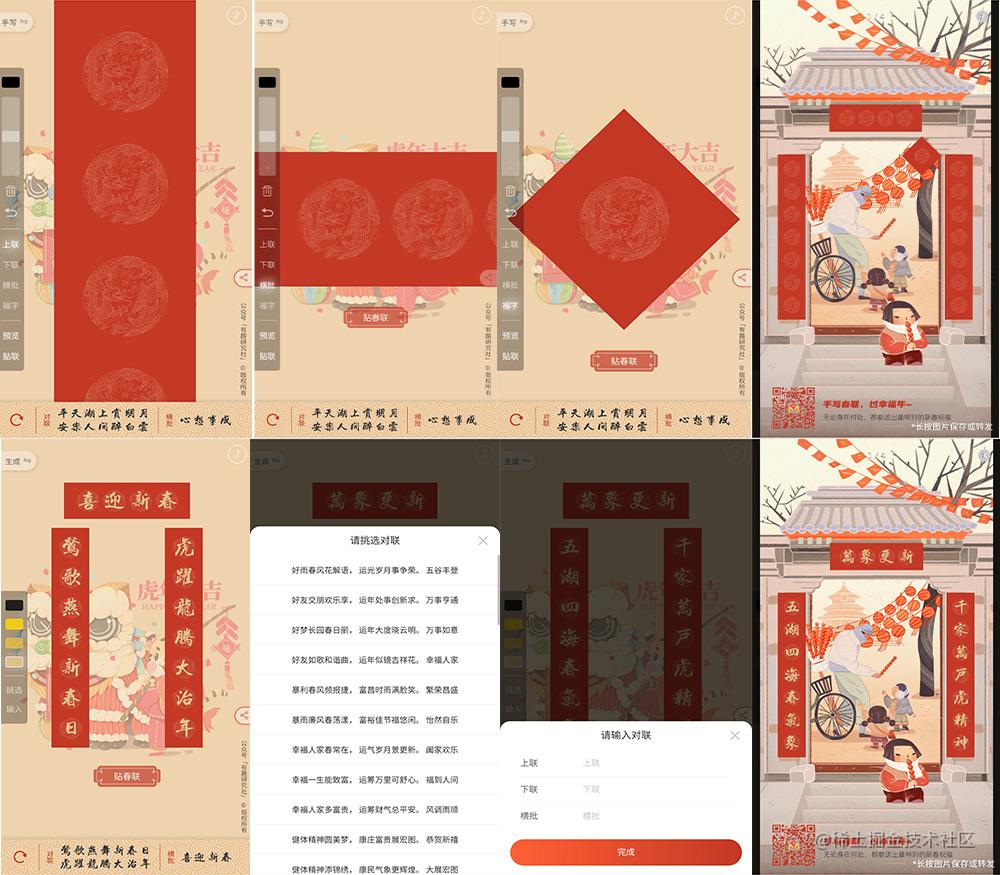 手写
吉
EAR
上联
下联
横批
福字
预览
贴联
公众号「有趣研究社」© 版权所有
对联
平天湖上賞明月
安樂人间醉白雲
横批
心想事成
手写
虎年大吉
YEAR
上联
下联
横批
福字
预览
贴联
贴春联
公众号「有趣研究社」© 版权所有
对联
平天湖上賞明月
安樂人间醉白雲
横批
心想事成
手写
年大吉
YEAR
上联
下联
横批
福字
预览
贴联
贴春联
公众号「有趣研究社」© 版权所有
对联
平天湖上賞明月
安樂人间醉白雲
横批
心想事成
手写春联，过幸福年~
无论身在何处，都要送出最特别的新春祝福
*长按图片保存或转发
生成
喜迎新春
鶯歌燕舞新春日
虎躍龍騰大治年
挑选
输入
贴春联
公众号「有趣研究社」© 版权所有
对联
鶯歌燕舞新春日
虎躍龍騰大治年
横批
喜迎新春
生成
萬象更新
请挑选对联
好雨春风花解语， 运光岁月事争荣。 五谷丰登
好友交朋欢乐享， 运年处事创新求。 万事亨通
好梦长园春日丽， 运年大度晓云明。 万事如意
好友如歌和谐曲， 运年似镜吉祥花。 幸福人家
暴利春风频报捷， 富昌时雨满脸笑。 繁荣昌盛
暴雨廉风春荡漾， 富裕佳节福悠闲。 怡然自乐
幸福人家春常在， 运气岁月景更新。 阖家欢乐
幸福一生能致富， 运筹万里可舒心。 福到人间
幸福人家多富贵， 运筹财气总平安。 风调雨顺
健体精神圆美梦， 康庄富贵展宏图。 恭贺新禧
健体精神添锦绣， 康民气象更辉煌。 大展宏图
生成
萬象更新
五湖四海春氣
千家萬戶虎精
请输入对联
上联 上联
下联 下联
横批 横批
完成
萬象更新
五湖四海春氣象
千家萬戶虎精神
@稀土掘金技术社区
无论身在何处，都要送出最特别的新春祝福
*长按图片保存或转发